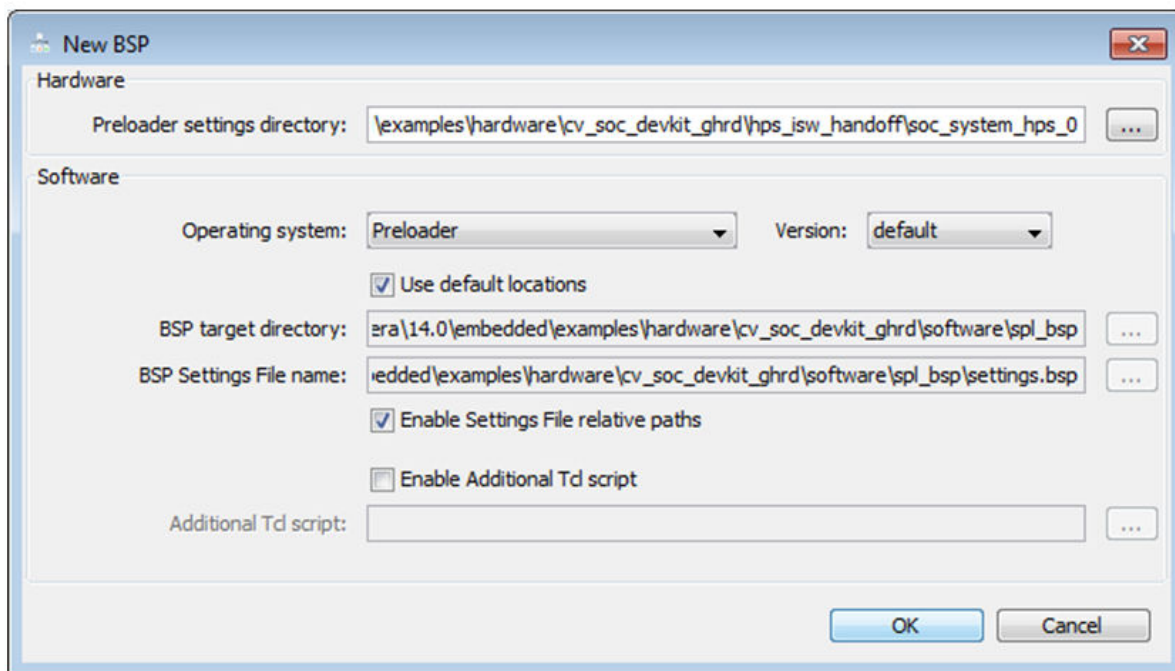 New BSP
Hardware
Preloader settings directory: \examples\hardware\cv_soc_devkit_ghrd\hps_isw_handoff\soc_system_hps_0 ...
Software
Operating system: Preloader Version: default
Use default locations
BSP target directory: era\14.0\embedded\examples\hardware\cv_soc_devkit_ghrd\software\spl_bsp ...
BSP Settings File name: edded\examples\hardware\cv_soc_devkit_ghrd\software\spl_bsp\settings.bsp ...
Enable Settings File relative paths
Enable Additional Tcl script
Additional Tcl script: ...
OK Cancel